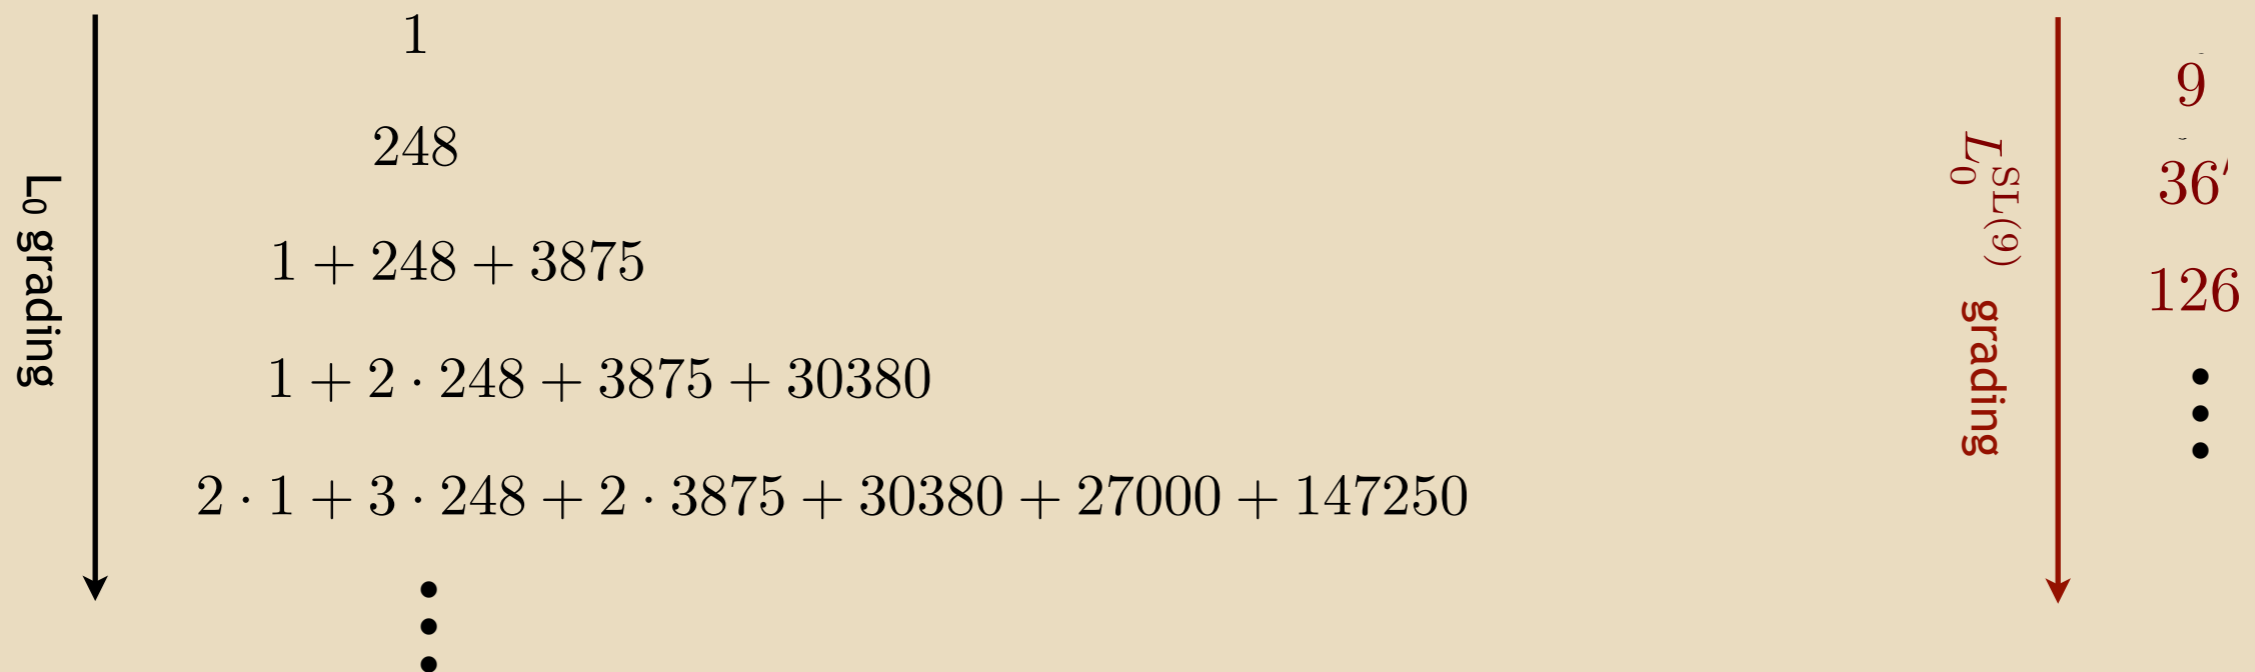 L₀ grading
1
248
1 + 248 + 3875
1 + 2 · 248 + 3875 + 30380
2 · 1 + 3 · 248 + 2 · 3875 + 30380 + 27000 + 147250
L₀^SL(9) grading
9
36′
126